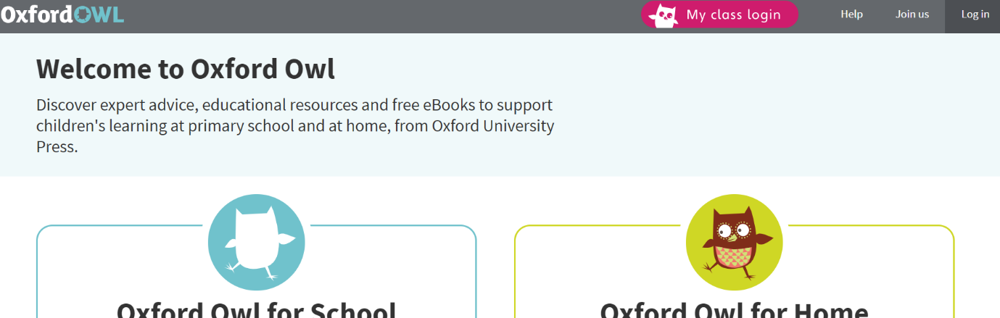 OxfordOWL My class login Help Join us Log in
Welcome to Oxford Owl
Discover expert advice, educational resources and free eBooks to support
children's learning at primary school and at home, from Oxford University
Press.
Oxford Owl for School Oxford Owl for Home